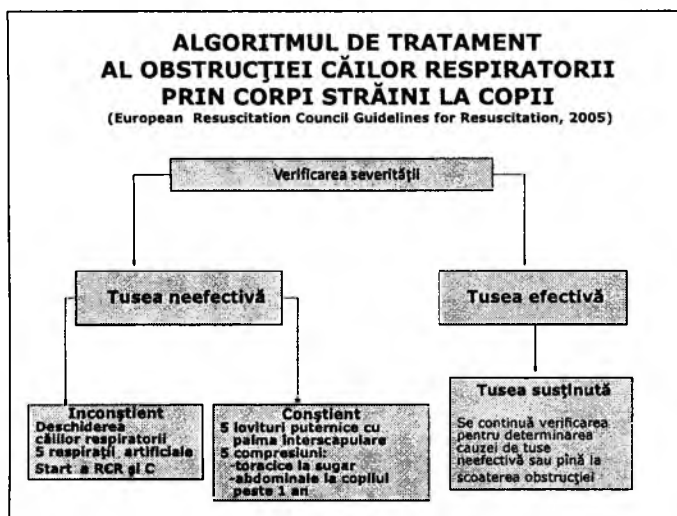 ALGORITMUL DE TRATAMENT
AL OBSTRUCŢIEI CĂILOR RESPIRATORII
PRIN CORPI STRĂINI LA COPII
(European Resuscitation Council Guidelines for Resuscitation, 2005)
Verificarea severităţii
Tusea neefectivă
Tusea efectivă
Inconştient
Deschiderea
căilor respiratorii
5 respiraţii artificiale
Start a RCR şi C
Conştient
5 lovituri puternice cu
palma interscapulare
5 compresiuni:
-toracice la sugar
-abdominale la copilul
peste 1 an
Tusea susţinută
Se continuă verificarea
pentru determinarea
cauzei de tuse
neefectivă sau pînă la
scoaterea obstrucţiei